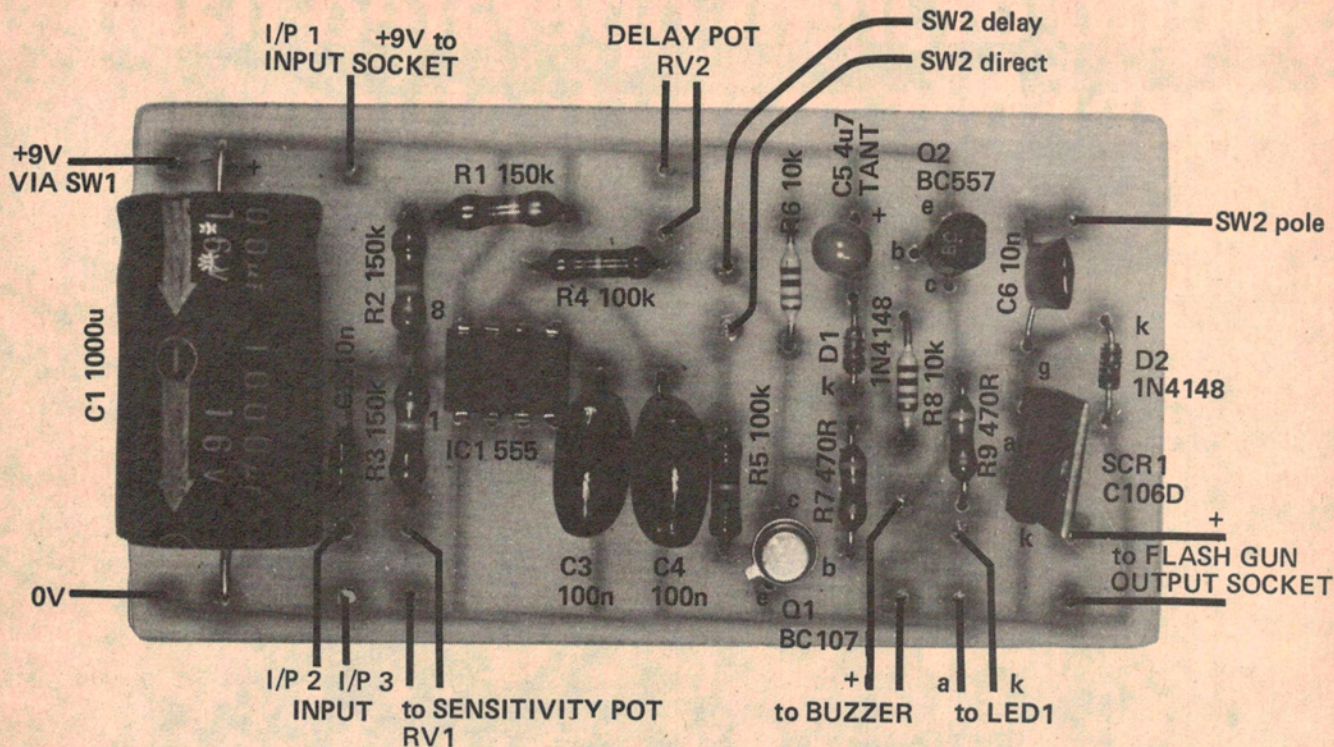 I/P 1 +9V to
INPUT SOCKET
DELAY POT
RV2
SW2 delay
SW2 direct
+9V
VIA SW1
+
R1 150k
R2 150k
8
R4 100k
R6 10k
C5 4u7
TANT
+
Q2
BC557
e
b
c
SW2 pole
C6 10n
C1 1000u
16V
10n
R3 150k
1
IC1 555
R5 100k
D1
1N4148
k
R8 10k
R7 470R
R9 470R
g
a
k
k
D2
1N4148
SCR1
C106D
+
to FLASH GUN
OUTPUT SOCKET
C3
100n
C4
100n
c
b
e
Q1
BC107
0V
I/P 2 I/P 3
INPUT
to SENSITIVITY POT
RV1
+
to BUZZER
a k
to LED1